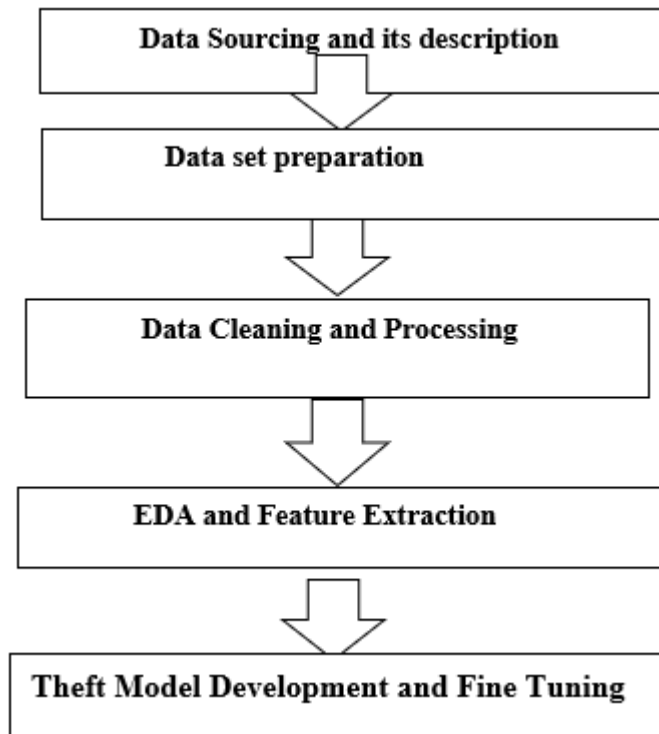 Data Sourcing and its description
Data set preparation
Data Cleaning and Processing
EDA and Feature Extraction
Theft Model Development and Fine Tuning